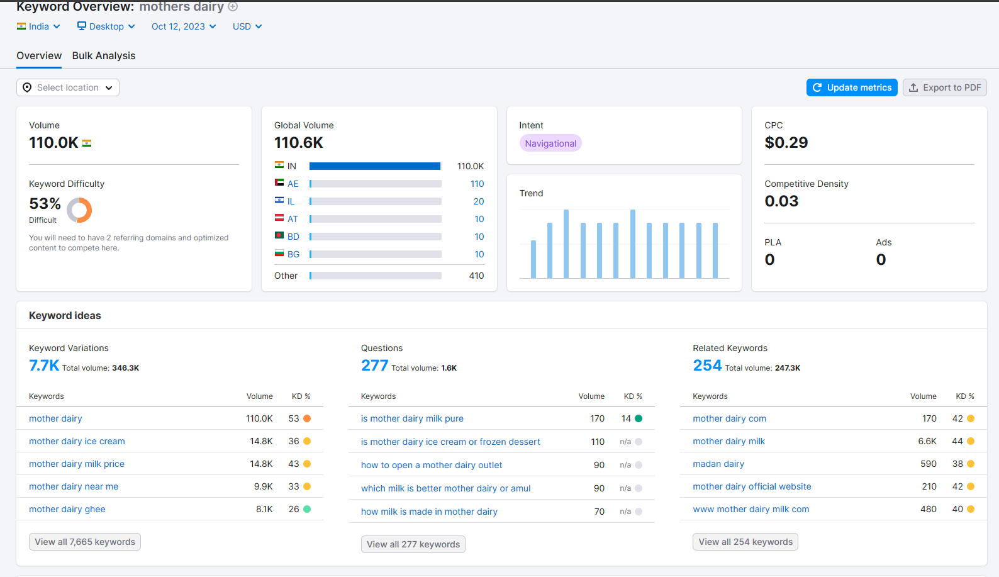 Keyword Overview: mothers dairy
India Desktop Oct 12, 2023 USD
Overview Bulk Analysis
Select location
Update metrics Export to PDF
Volume
110.0K
Keyword Difficulty
53%
Difficult
You will need to have 2 referring domains and optimized
content to compete here.
Global Volume
110.6K
IN 110.0K
AE 110
IL 20
AT 10
BD 10
BG 10
Other 410
Intent
Navigational
Trend
CPC
$0.29
Competitive Density
0.03
PLA Ads
0 0
Keyword ideas
Keyword Variations
7.7K Total volume: 346.3K
Keywords Volume KD %
mother dairy 110.0K 53
mother dairy ice cream 14.8K 36
mother dairy milk price 14.8K 43
mother dairy near me 9.9K 33
mother dairy ghee 8.1K 26
View all 7,665 keywords
Questions
277 Total volume: 1.6K
Keywords Volume KD %
is mother dairy milk pure 170 14
is mother dairy ice cream or frozen dessert 110 n/a
how to open a mother dairy outlet 90 n/a
which milk is better mother dairy or amul 90 n/a
how milk is made in mother dairy 70 n/a
View all 277 keywords
Related Keywords
254 Total volume: 247.3K
Keywords Volume KD %
mother dairy com 170 42
mother dairy milk 6.6K 44
madan dairy 590 38
mother dairy official website 210 42
www mother dairy milk com 480 40
View all 254 keywords